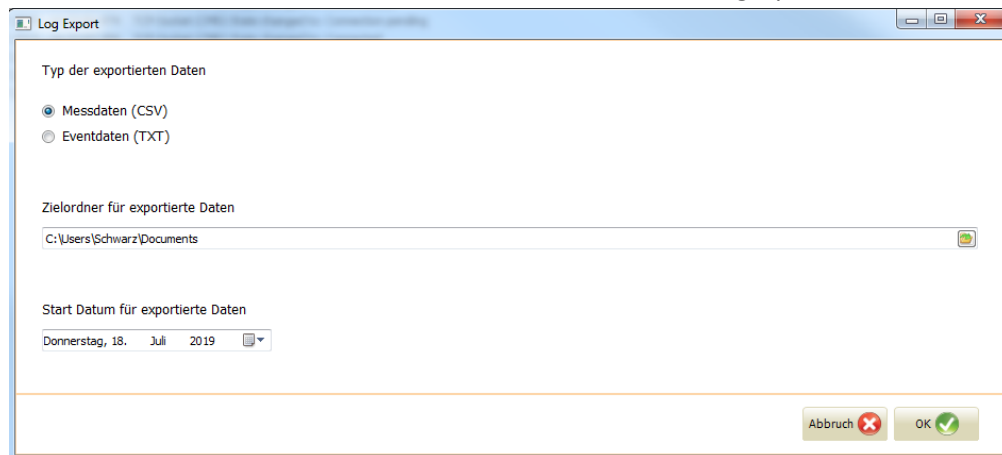 Log Export
Typ der exportierten Daten
Messdaten (CSV)
Eventdaten (TXT)
Zielordner für exportierte Daten
C:\Users\Schwarz\Documents
Start Datum für exportierte Daten
Donnerstag, 18. Juli 2019
Abbruch OK